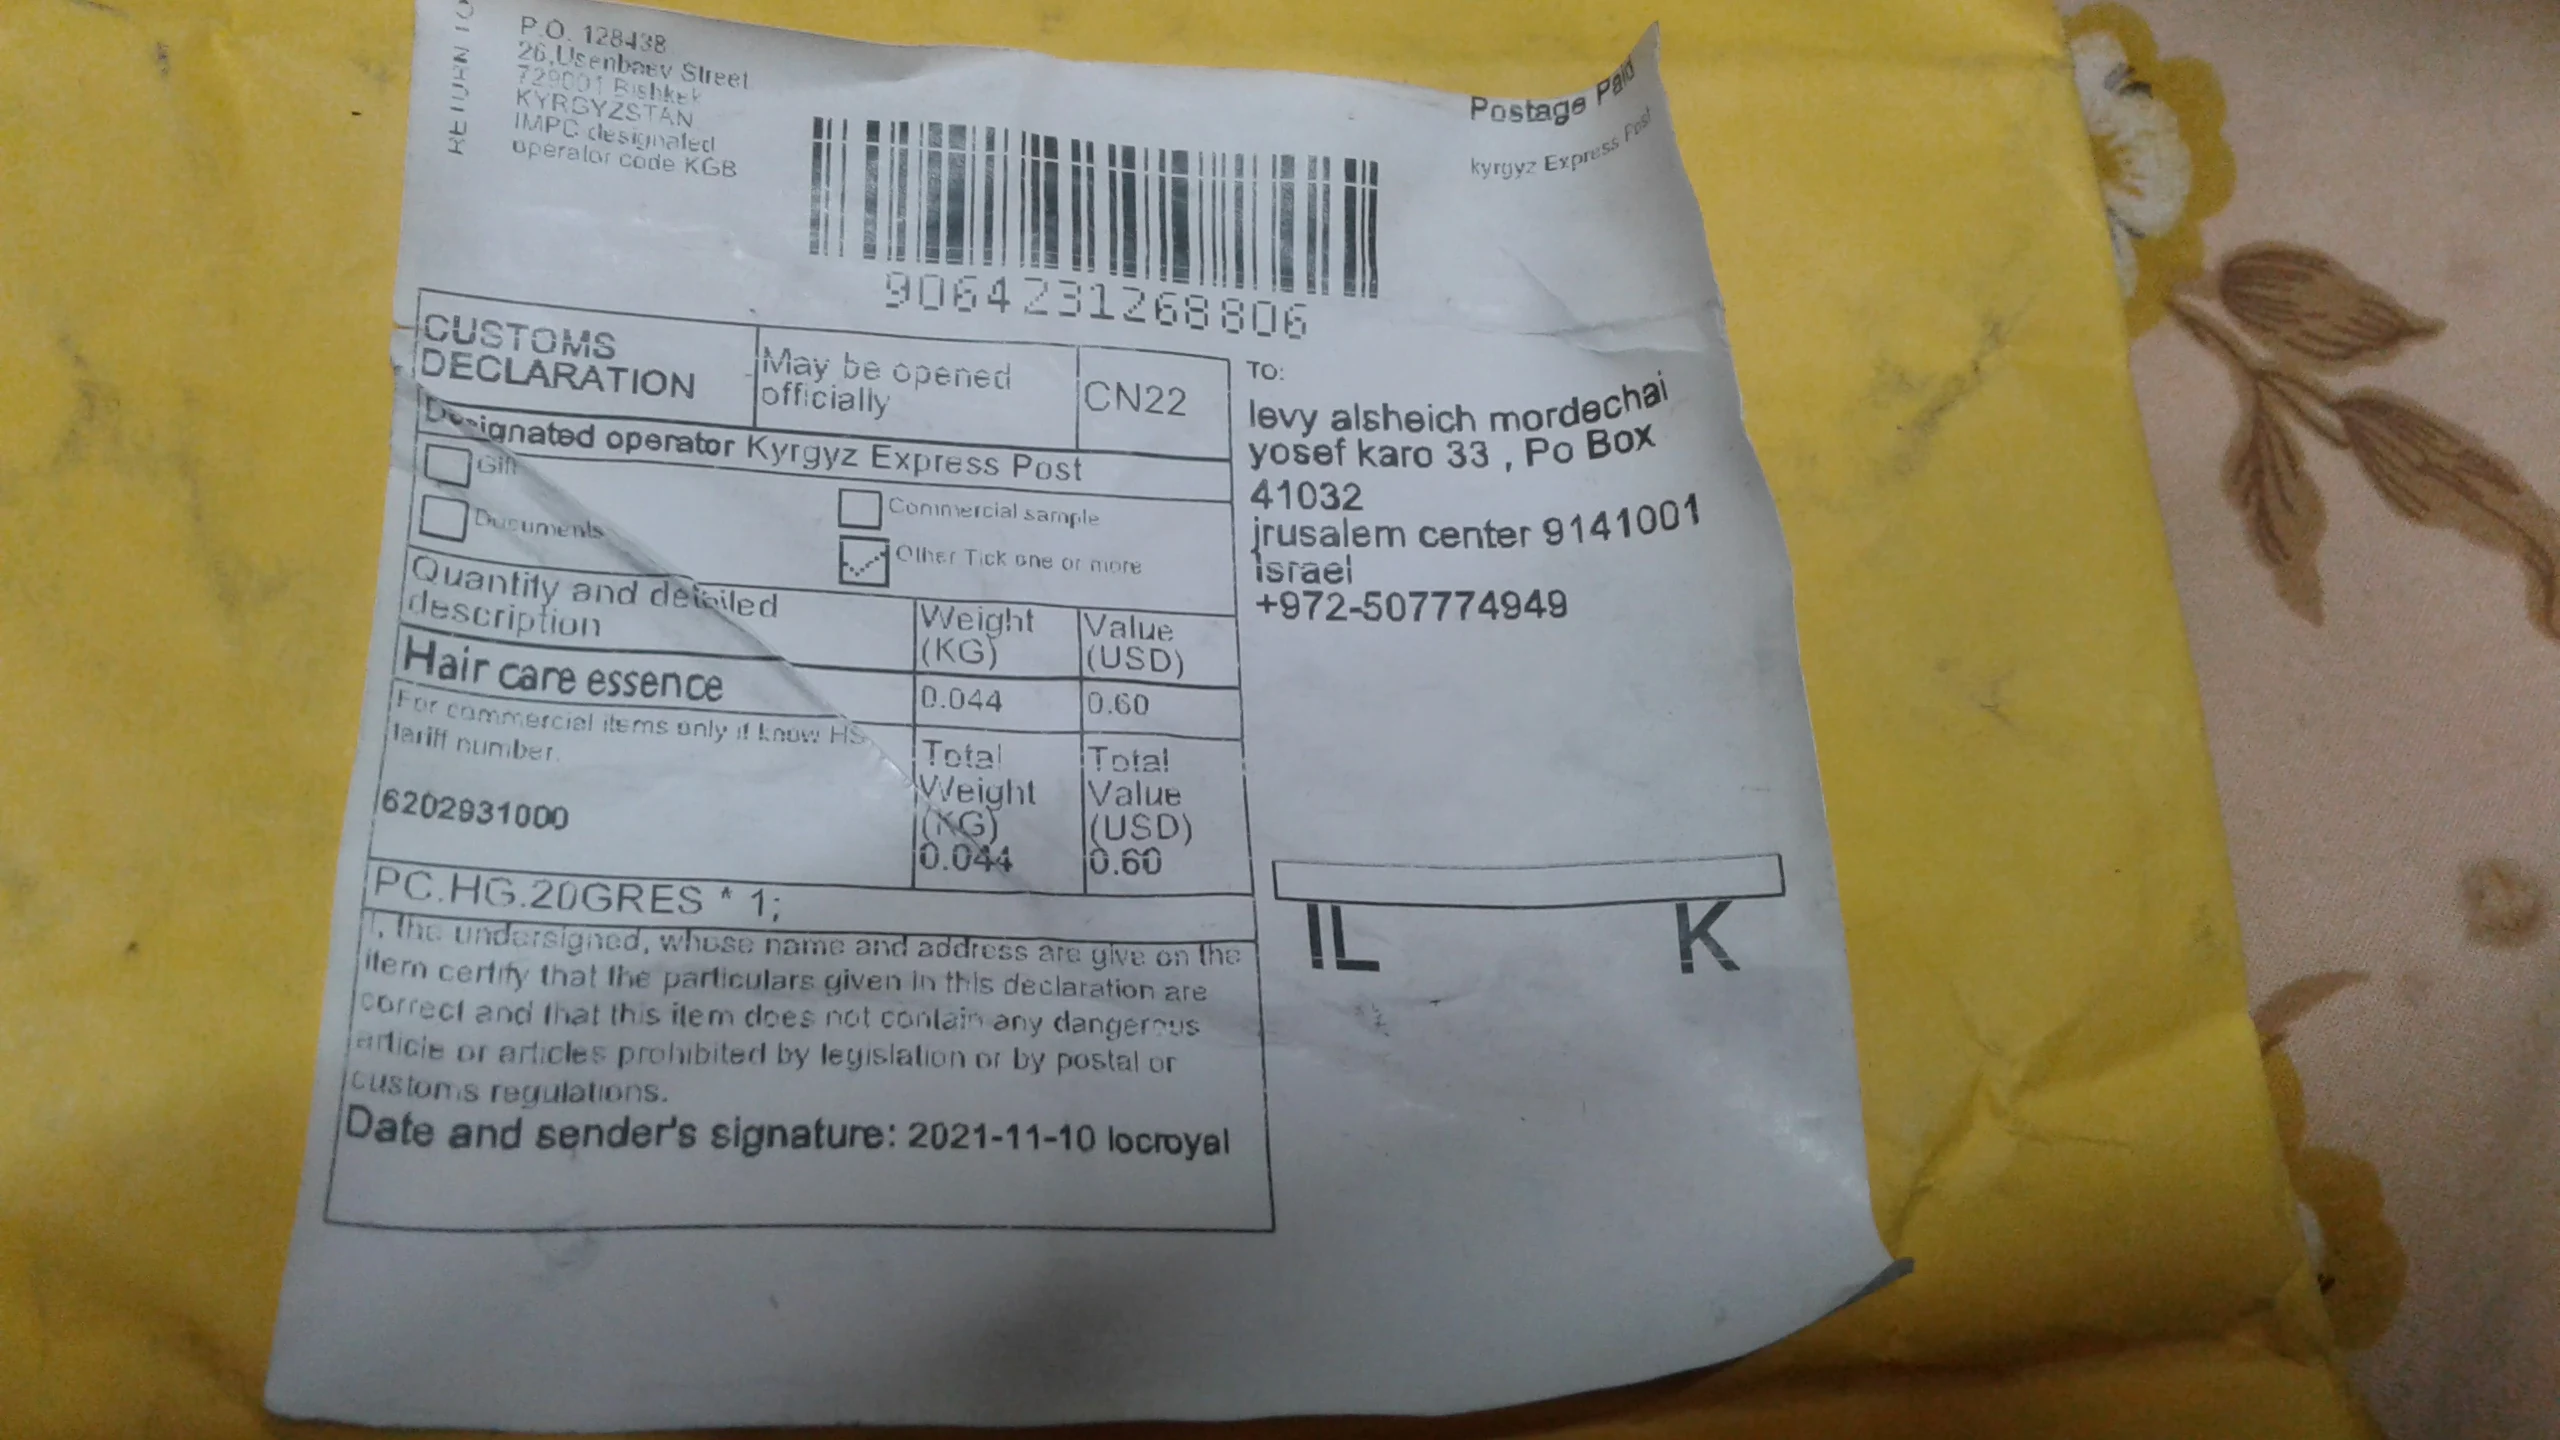 RETURN TO
P.O. 128438
26,Usenbaev Street
729001 Bishkek
KYRGYZSTAN
IMPC designated
operator code KGB
Postage Paid
kyrgyz Express Post
9064231268806
CUSTOMS
DECLARATION
May be opened
officially
CN22
Designated operator Kyrgyz Express Post
Gift
Commercial sample
Documents
Other Tick one or more
Quantity and detailed
description
Weight
(KG)
Value
(USD)
Hair care essence
0.044
0.60
For commercial items only if know HS
tariff number.
6202931000
Total
Weight
(KG)
0.044
Total
Value
(USD)
0.60
PC.HG.20GRES * 1;
I, the undersigned, whose name and address are give on the
item certify that the particulars given in this declaration are
correct and that this item does not contain any dangerous
article or articles prohibited by legislation or by postal or
customs regulations.
Date and sender's signature: 2021-11-10 locroyal
TO:
levy alsheich mordechai
yosef karo 33 , Po Box
41032
jrusalem center 9141001
Israel
+972-507774949
IL K